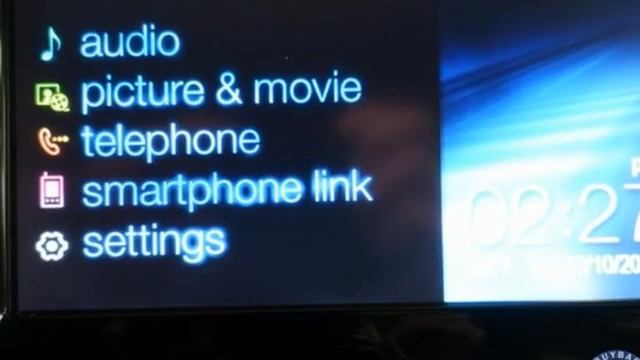 audio
picture & movie
telephone
smartphone link
settings
02:27